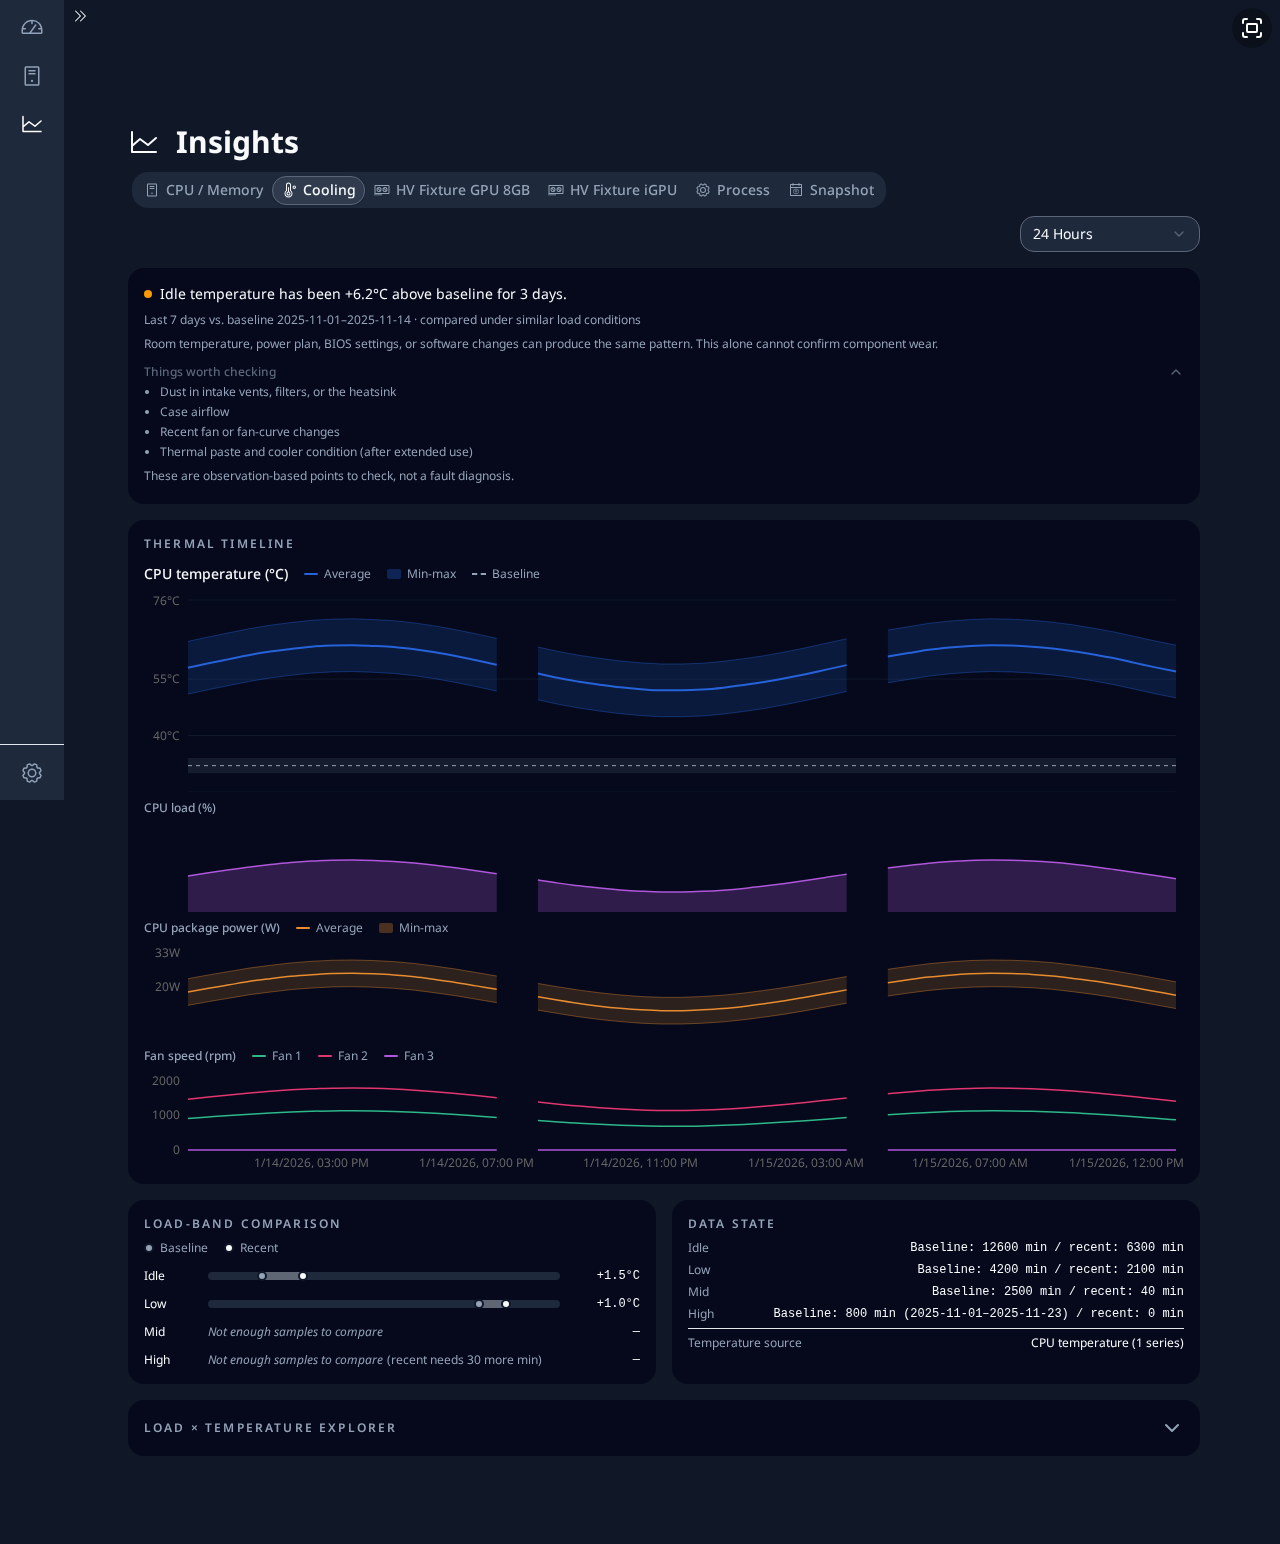 Insights
CPU / Memory
Cooling
HV Fixture GPU 8GB
HV Fixture iGPU
Process
Snapshot
24 Hours
Idle temperature has been +6.2°C above baseline for 3 days.
Last 7 days vs. baseline 2025-11-01–2025-11-14 · compared under similar load conditions
Room temperature, power plan, BIOS settings, or software changes can produce the same pattern. This alone cannot confirm component wear.
Things worth checking
• Dust in intake vents, filters, or the heatsink
• Case airflow
• Recent fan or fan-curve changes
• Thermal paste and cooler condition (after extended use)
These are observation-based points to check, not a fault diagnosis.
THERMAL TIMELINE
CPU temperature (°C) Average Min-max Baseline
76°C
55°C
40°C
CPU load (%)
CPU package power (W) Average Min-max
33W
20W
Fan speed (rpm) Fan 1 Fan 2 Fan 3
2000
1000
0
1/14/2026, 03:00 PM 1/14/2026, 07:00 PM 1/14/2026, 11:00 PM 1/15/2026, 03:00 AM 1/15/2026, 07:00 AM 1/15/2026, 12:00 PM
LOAD-BAND COMPARISON
Baseline Recent
Idle +1.5°C
Low +1.0°C
Mid Not enough samples to compare –
High Not enough samples to compare (recent needs 30 more min) –
DATA STATE
Idle Baseline: 12600 min / recent: 6300 min
Low Baseline: 4200 min / recent: 2100 min
Mid Baseline: 2500 min / recent: 40 min
High Baseline: 800 min (2025-11-01–2025-11-23) / recent: 0 min
Temperature source CPU temperature (1 series)
LOAD × TEMPERATURE EXPLORER